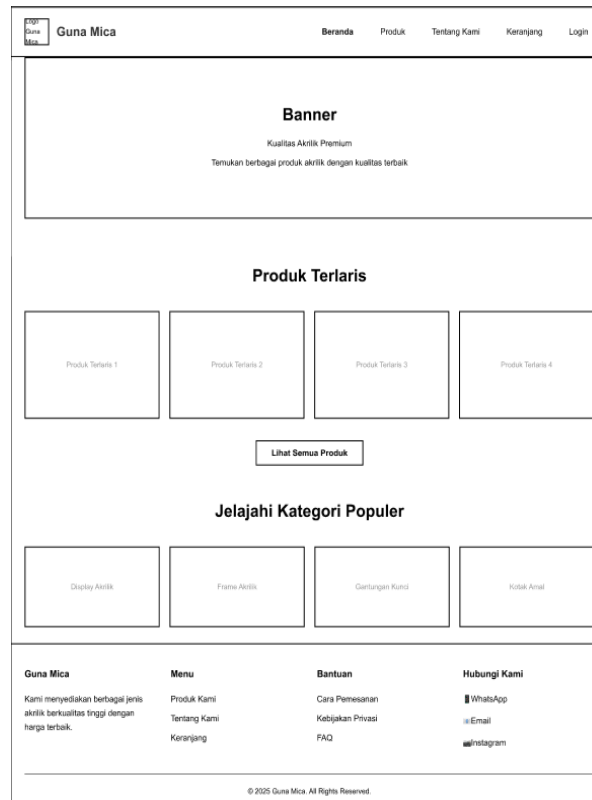 Logo
Guna
Mica
Guna Mica
Beranda
Produk
Tentang Kami
Keranjang
Login
Banner
Kualitas Akrilik Premium
Temukan berbagai produk akrilik dengan kualitas terbaik
Produk Terlaris
Produk Terlaris 1
Produk Terlaris 2
Produk Terlaris 3
Produk Terlaris 4
Lihat Semua Produk
Jelajahi Kategori Populer
Display Akrilik
Frame Akrilik
Gantungan Kunci
Kotak Amal
Guna Mica
Kami menyediakan berbagai jenis
akrilik berkualitas tinggi dengan
harga terbaik.
Menu
Produk Kami
Tentang Kami
Keranjang
Bantuan
Cara Pemesanan
Kebijakan Privasi
FAQ
Hubungi Kami
WhatsApp
Email
Instagram
© 2025 Guna Mica. All Rights Reserved.